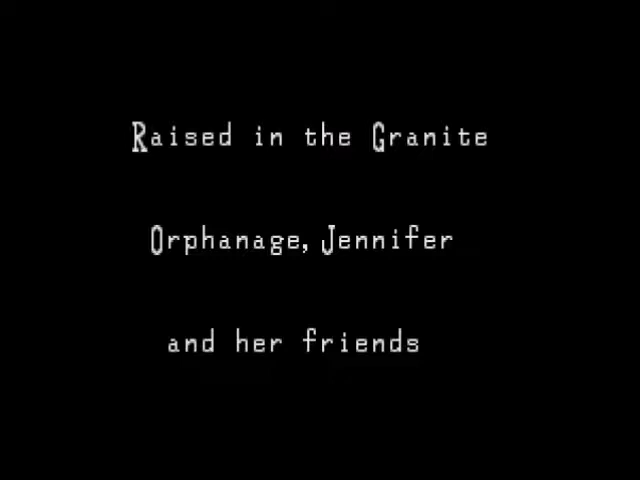 Raised in the Granite
Orphanage, Jennifer
and her friends